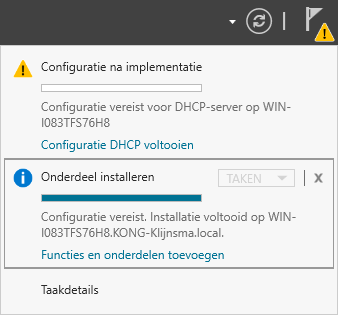 Configuratie na implementatie
Configuratie vereist voor DHCP-server op WIN-
I083TFS76H8
Configuratie DHCP voltooien
Onderdeel installeren
TAKEN
X
Configuratie vereist. Installatie voltooid op WIN-
I083TFS76H8.KONG-Klijnsma.local.
Functies en onderdelen toevoegen
Taakdetails